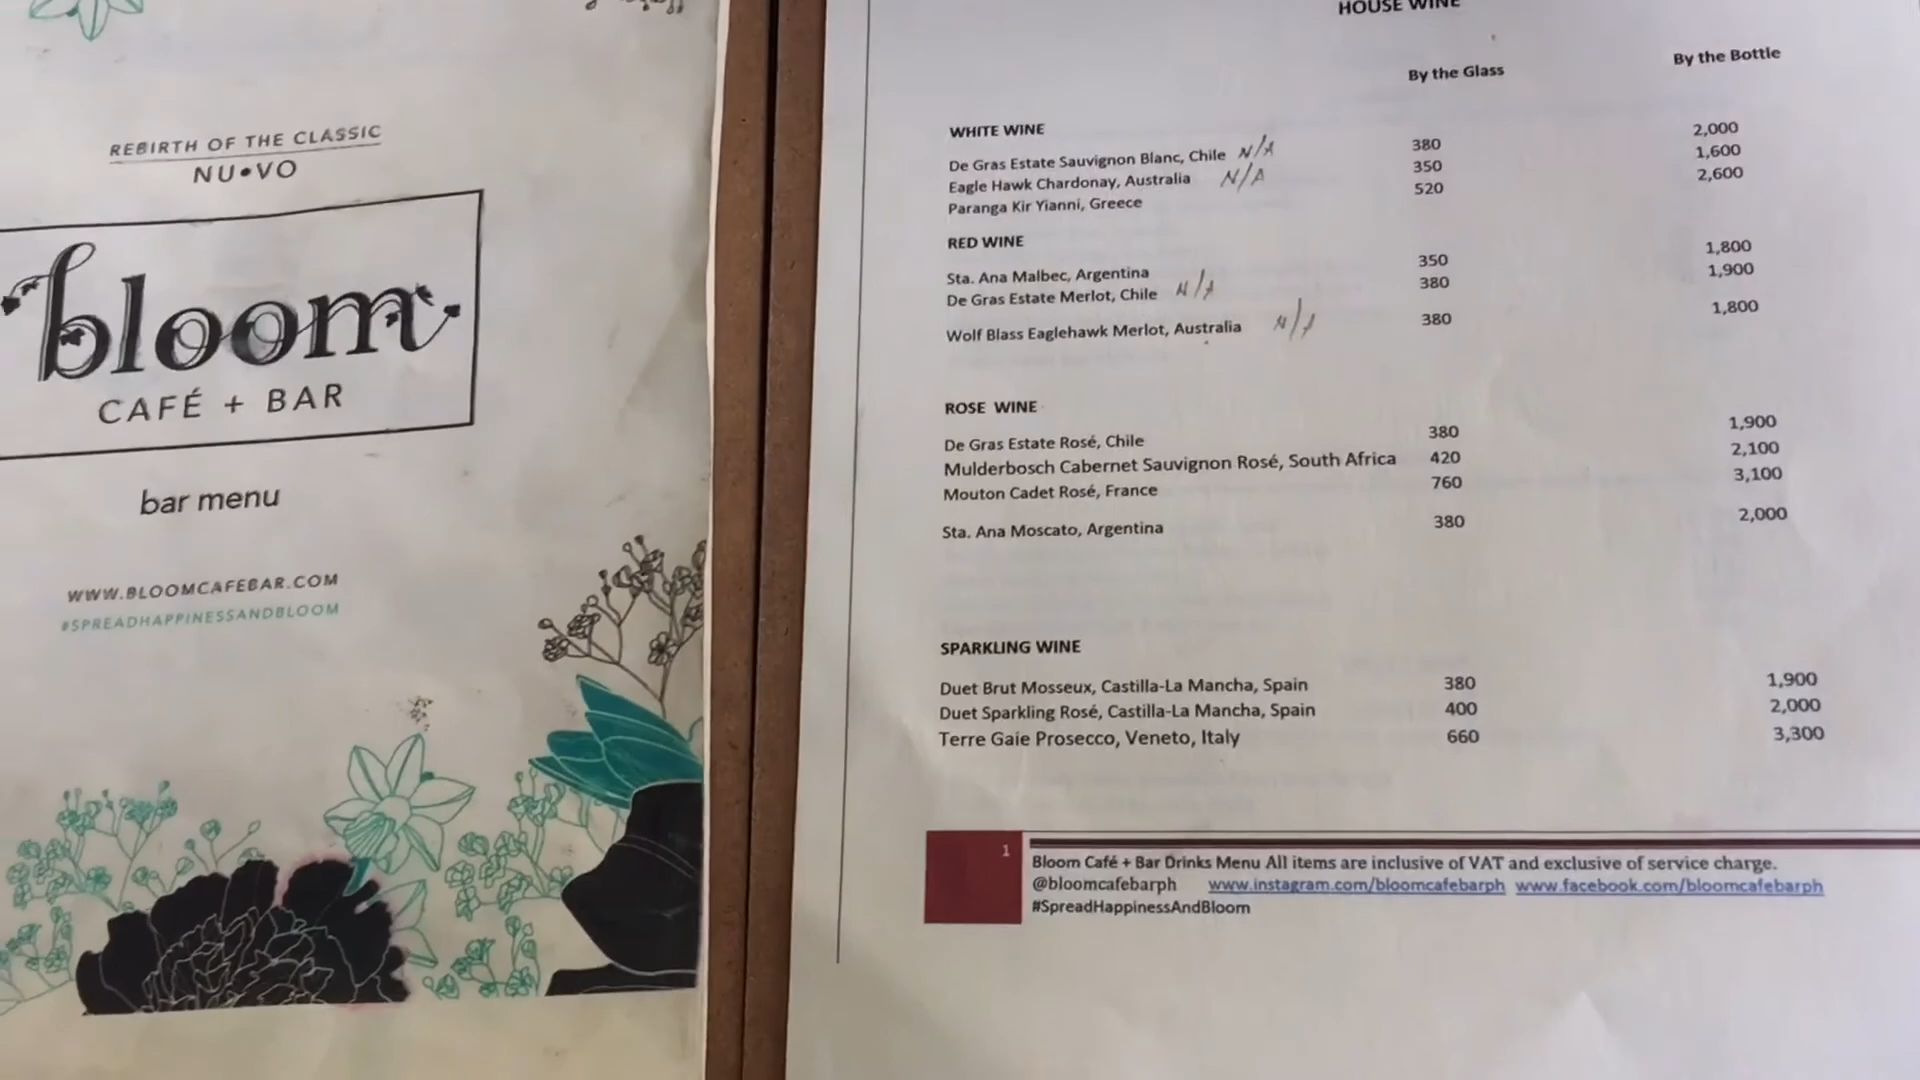 REBIRTH OF THE CLASSIC
NU•VO
bloom
CAFÉ + BAR
bar menu
WWW.BLOOMCAFEBAR.COM
#SPREADHAPPINESSANDBLOOM
HOUSE WINE
By the Glass By the Bottle
WHITE WINE
De Gras Estate Sauvignon Blanc, Chile N/A 380 2,000
Eagle Hawk Chardonay, Australia N/A 350 1,600
Paranga Kir Yianni, Greece 520 2,600
RED WINE
Sta. Ana Malbec, Argentina 350 1,800
De Gras Estate Merlot, Chile N/A 380 1,900
Wolf Blass Eaglehawk Merlot, Australia N/A 380 1,800
ROSE WINE
De Gras Estate Rosé, Chile 380 1,900
Mulderbosch Cabernet Sauvignon Rosé, South Africa 420 2,100
Mouton Cadet Rosé, France 760 3,100
Sta. Ana Moscato, Argentina 380 2,000
SPARKLING WINE
Duet Brut Mosseux, Castilla-La Mancha, Spain 380 1,900
Duet Sparkling Rosé, Castilla-La Mancha, Spain 400 2,000
Terre Gaie Prosecco, Veneto, Italy 660 3,300
1
Bloom Café + Bar Drinks Menu All items are inclusive of VAT and exclusive of service charge.
@bloomcafebarph www.instagram.com/bloomcafebarph www.facebook.com/bloomcafebarph
#SpreadHappinessAndBloom